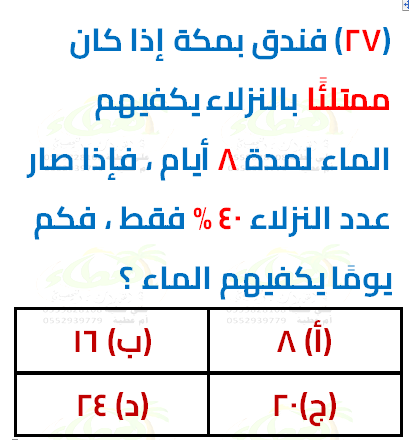 (٢٧) فندق بمكة إذا كان
ممتلئًا بالنزلاء يكفيهم
الماء لمدة ٨ أيام ، فإذا صار
عدد النزلاء ٤٠ % فقط ، فكم
يومًا يكفيهم الماء ؟
(أ) ٨ (ب) ١٦
(ج) ٢٠ (د) ٢٤